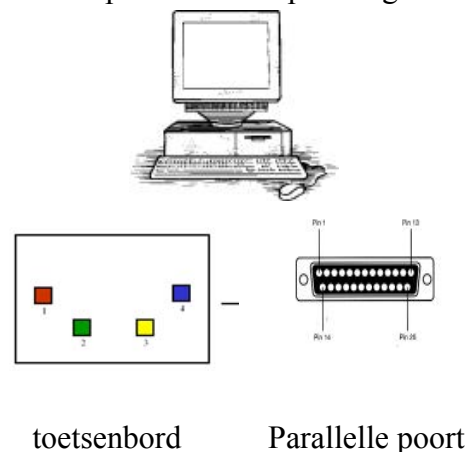 Pin 1 Pin 13
1 4
2 3
Pin 14 Pin 25
toetsenbord Parallelle poort